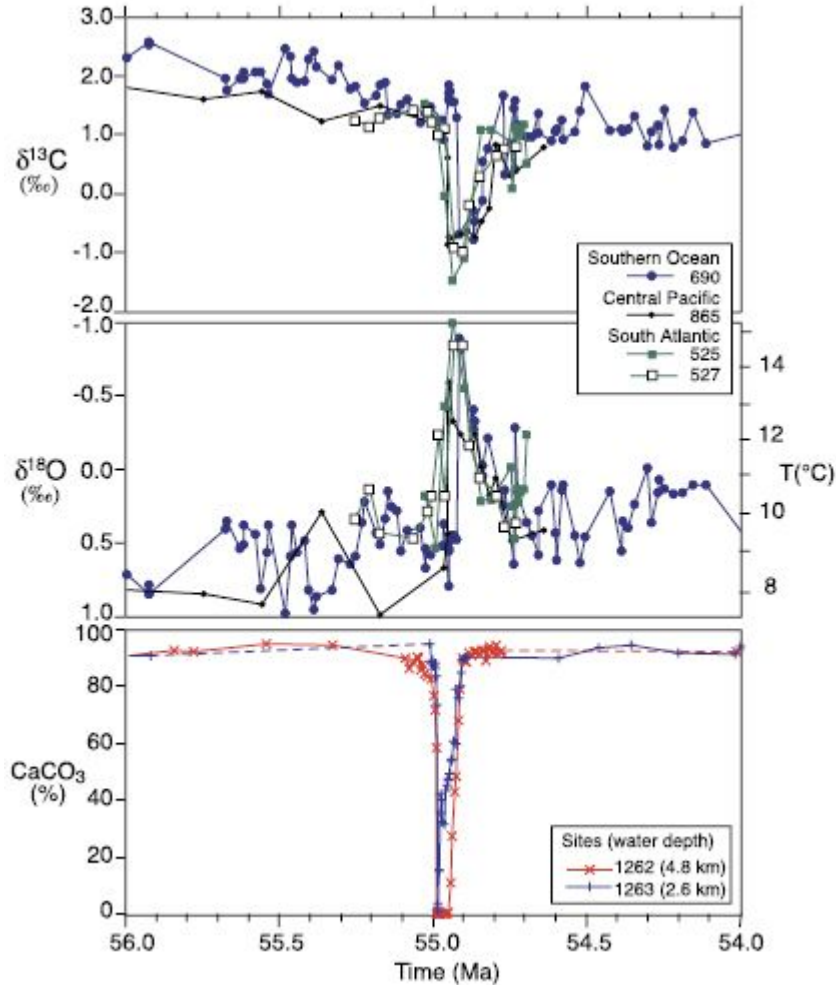 3.0
2.0
1.0
0.0
-1.0
-2.0
δ¹³C
(‰)
Southern Ocean
690
Central Pacific
865
South Atlantic
525
527
-1.0
-0.5
0.0
0.5
1.0
δ¹⁸O
(‰)
14
12
10
8
T(°C)
100
80
60
40
20
0
CaCO₃
(%)
Sites (water depth)
1262 (4.8 km)
1263 (2.6 km)
56.0 55.5 55.0 54.5 54.0
Time (Ma)